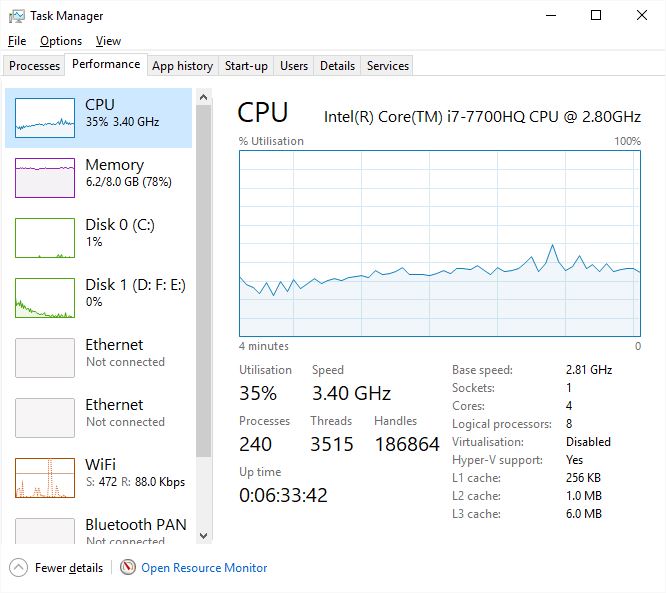 Task Manager
File Options View
Processes Performance App history Start-up Users Details Services
CPU
35% 3.40 GHz
Memory
6.2/8.0 GB (78%)
Disk 0 (C:)
1%
Disk 1 (D: F: E:)
0%
Ethernet
Not connected
Ethernet
Not connected
WiFi
S: 472 R: 88.0 Kbps
Bluetooth PAN
Not connected
CPU
Intel(R) Core(TM) i7-7700HQ CPU @ 2.80GHz
% Utilisation 100%
4 minutes 0
Utilisation Speed
35% 3.40 GHz
Processes Threads Handles
240 3515 186864
Up time
0:06:33:42
Base speed: 2.81 GHz
Sockets: 1
Cores: 4
Logical processors: 8
Virtualisation: Disabled
Hyper-V support: Yes
L1 cache: 256 KB
L2 cache: 1.0 MB
L3 cache: 6.0 MB
Fewer details Open Resource Monitor